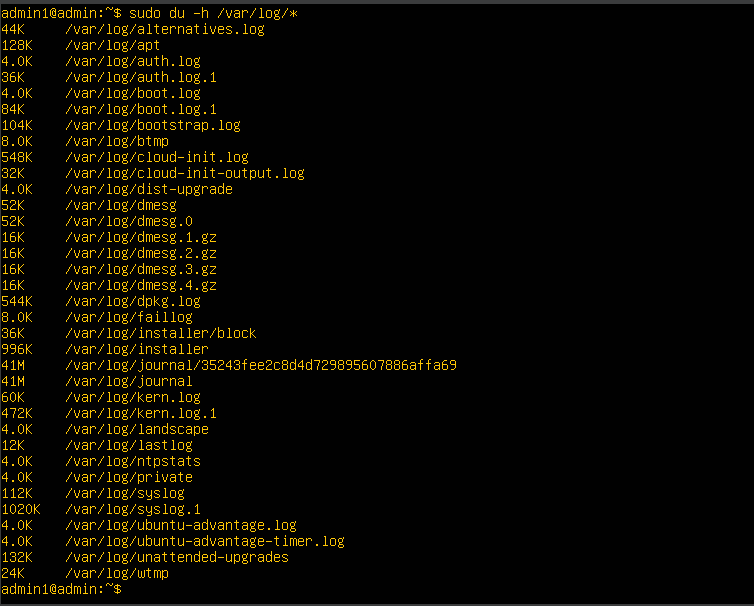 admin1@admin:~$ sudo du -h /var/log/*
44K     /var/log/alternatives.log
128K    /var/log/apt
4.0K    /var/log/auth.log
36K     /var/log/auth.log.1
4.0K    /var/log/boot.log
84K     /var/log/boot.log.1
104K    /var/log/bootstrap.log
8.0K    /var/log/btmp
548K    /var/log/cloud-init.log
32K     /var/log/cloud-init-output.log
4.0K    /var/log/dist-upgrade
52K     /var/log/dmesg
52K     /var/log/dmesg.0
16K     /var/log/dmesg.1.gz
16K     /var/log/dmesg.2.gz
16K     /var/log/dmesg.3.gz
16K     /var/log/dmesg.4.gz
544K    /var/log/dpkg.log
8.0K    /var/log/faillog
36K     /var/log/installer/block
996K    /var/log/installer
41M     /var/log/journal/35243fee2c8d4d729895607886affa69
41M     /var/log/journal
60K     /var/log/kern.log
472K    /var/log/kern.log.1
4.0K    /var/log/landscape
12K     /var/log/lastlog
4.0K    /var/log/ntpstats
4.0K    /var/log/private
112K    /var/log/syslog
1020K   /var/log/syslog.1
4.0K    /var/log/ubuntu-advantage.log
4.0K    /var/log/ubuntu-advantage-timer.log
132K    /var/log/unattended-upgrades
24K     /var/log/wtmp
admin1@admin:~$